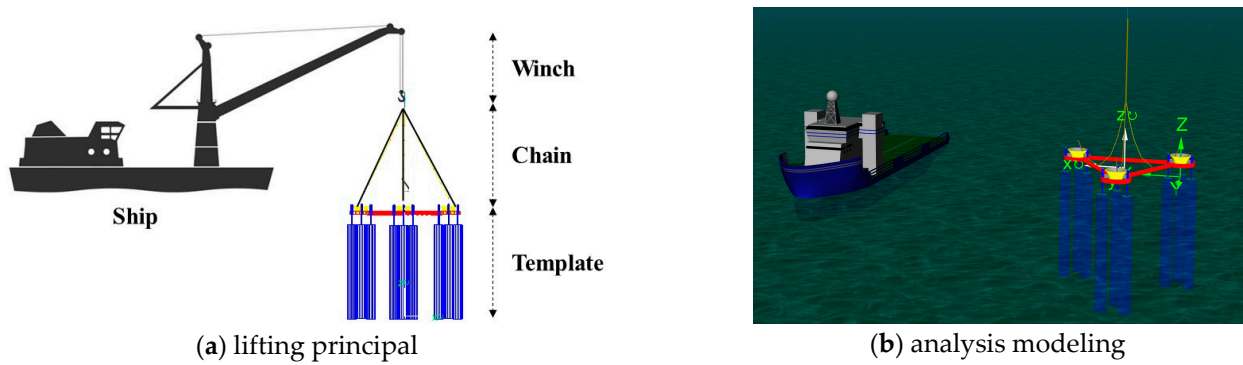 Winch
Chain
Ship
Template
Z
Z
X
y
(a) lifting principal
(b) analysis modeling